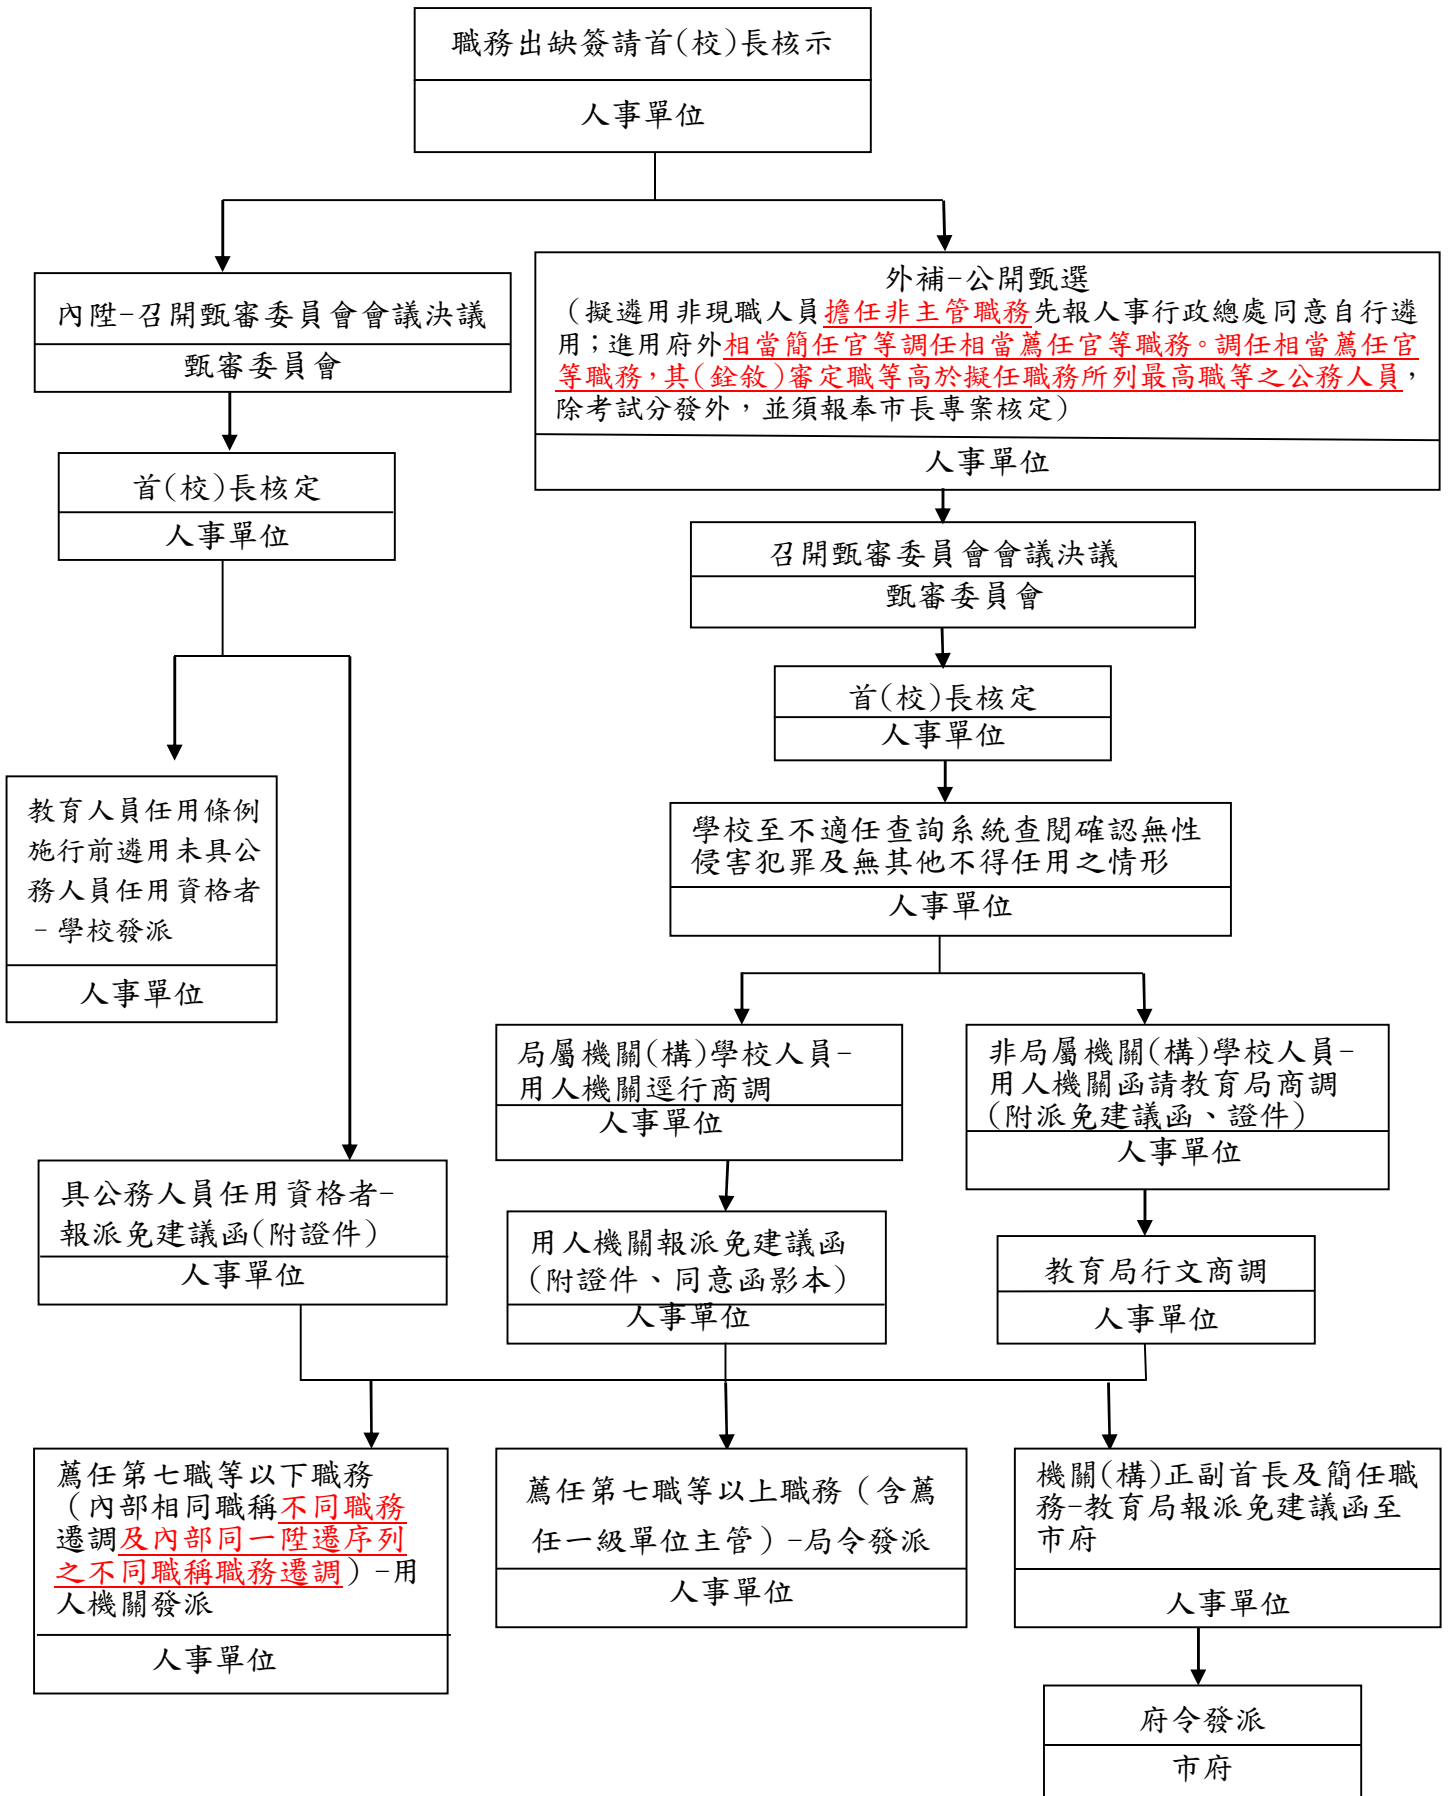 職務出缺簽請首(校)長核示
人事單位
內陞-召開甄審委員會會議決議
甄審委員會
首(校)長核定
人事單位
外補-公開甄選
（擬遴用非現職人員擔任非主管職務先報人事行政總處同意自行遴
用；進用府外相當簡任官等調任相當薦任官等職務。調任相當薦任官
等職務，其(銓敘)審定職等高於擬任職務所列最高職等之公務人員，
除考試分發外，並須報奉市長專案核定）
人事單位
召開甄審委員會會議決議
甄審委員會
首(校)長核定
人事單位
學校至不適任查詢系統查閱確認無性
侵害犯罪及無其他不得任用之情形
人事單位
教育人員任用條例
施行前遴用未具公
務人員任用資格者
-學校發派
人事單位
局屬機關(構)學校人員-
用人機關逕行商調
人事單位
非局屬機關(構)學校人員-
用人機關函請教育局商調
(附派免建議函、證件)
人事單位
具公務人員任用資格者-
報派免建議函(附證件)
人事單位
用人機關報派免建議函
(附證件、同意函影本)
人事單位
教育局行文商調
人事單位
薦任第七職等以下職務
（內部相同職稱不同職務
遷調及內部同一陞遷序列
之不同職稱職務遷調）-用
人機關發派
人事單位
薦任第七職等以上職務（含薦
任一級單位主管）-局令發派
人事單位
機關(構)正副首長及簡任職
務-教育局報派免建議函至
市府
人事單位
府令發派
市府